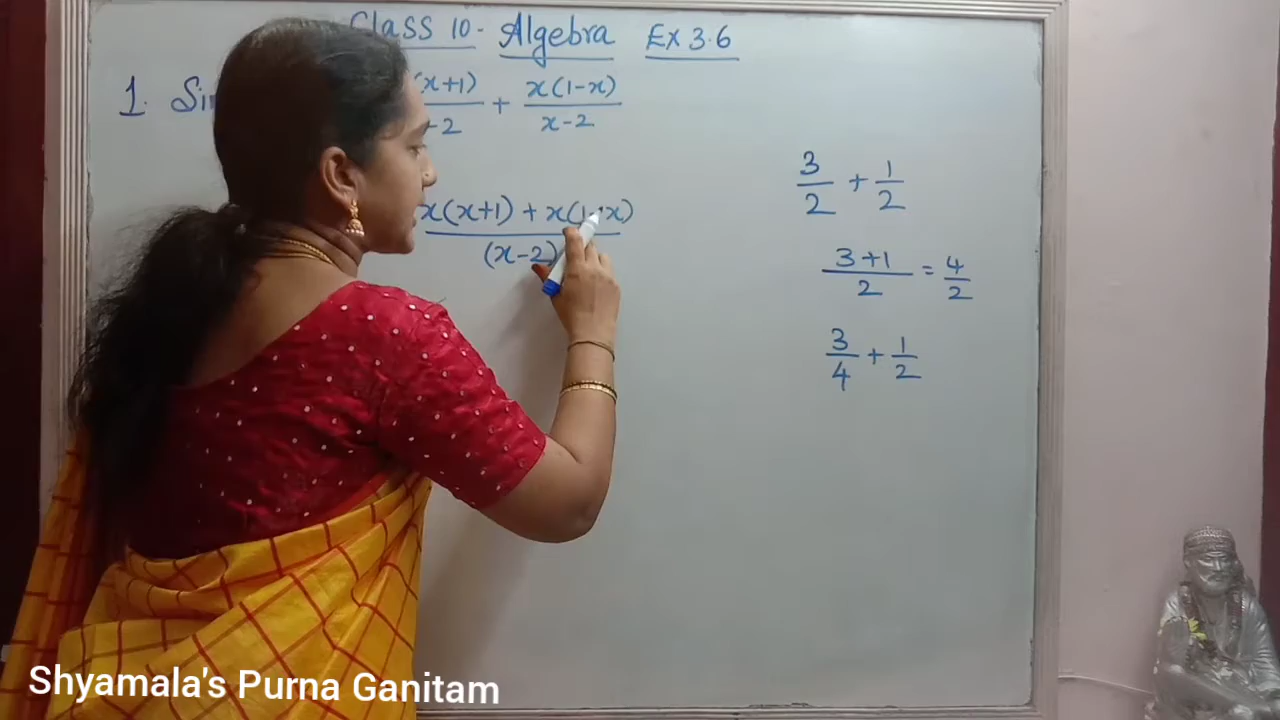 Class 10 - Algebra Ex 3.6
1. (x+1)/-2 + x(1-x)/x-2
x(x+1) + x(1-x)/(x-2)
3/2 + 1/2
3+1/2 = 4/2
3/4 + 1/2
Shyamala's Purna Ganitam